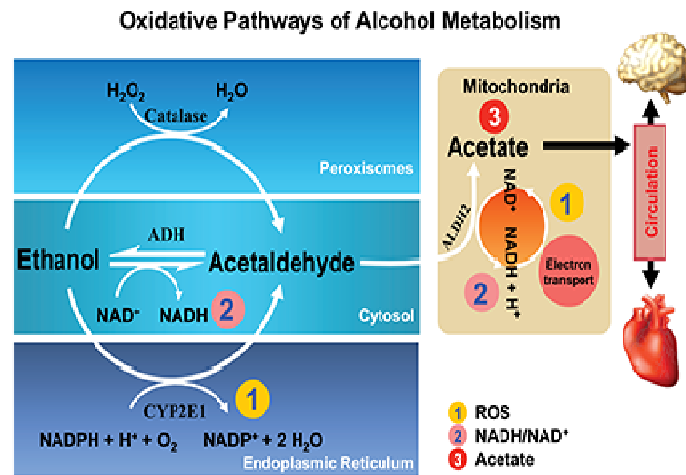 Oxidative Pathways of Alcohol Metabolism
H₂O₂ H₂O
Catalase
Peroxisomes
Ethanol
ADH
Acetaldehyde
NAD⁺ NADH 2
Cytosol
1
CYP2E1
NADPH + H⁺ + O₂ NADP⁺ + 2 H₂O
Endoplasmic Reticulum
Mitochondria
3
Acetate
ALDH2
NAD⁺
NADH + H⁺
1
2
Electron
transport
Circulation
1 ROS
2 NADH/NAD⁺
3 Acetate